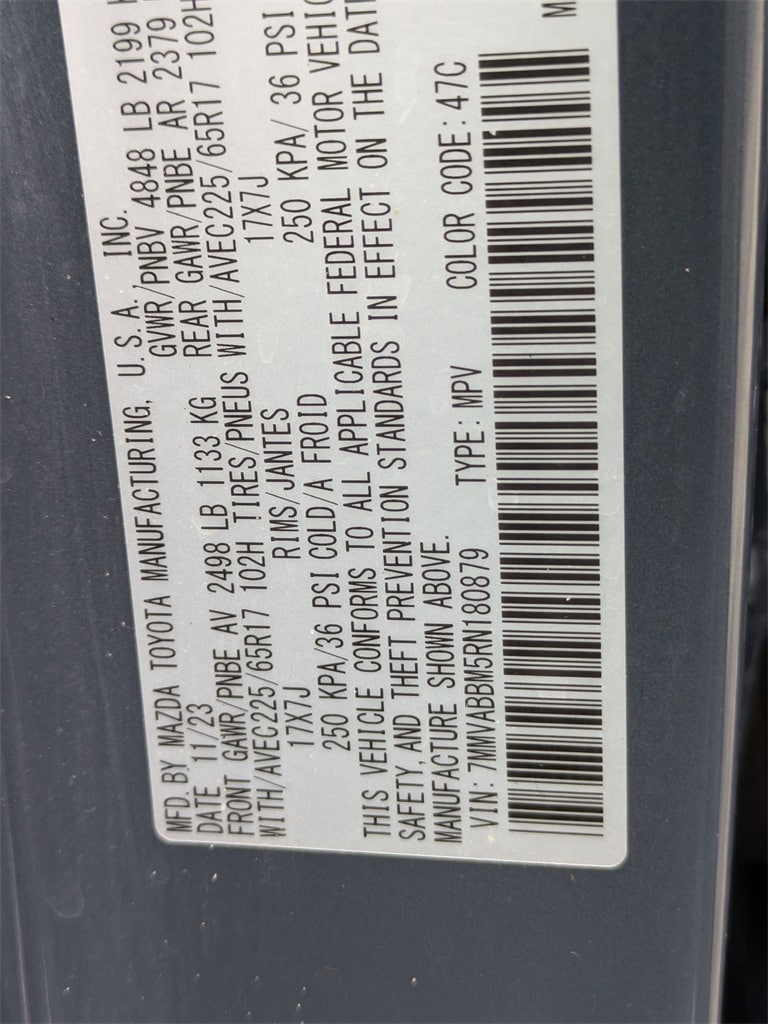 MFD. BY MAZDA TOYOTA MANUFACTURING, U.S.A. INC.
DATE 11/23 GVWR/PNBV 4848 LB 2199
FRONT GAWR/PNBE AV 2498 LB 1133 KG REAR GAWR/PNBE AR 2379
WITH/AVEC225/65R17 102H TIRES/PNEUS WITH/AVEC225/65R17 102H
17X7J RIMS/JANTES 17X7J
250 KPA/36 PSI COLD/A FROID 250 KPA/ 36 PSI
THIS VEHICLE CONFORMS TO ALL APPLICABLE FEDERAL MOTOR
SAFETY, AND THEFT PREVENTION STANDARDS IN EFFECT ON THE
MANUFACTURE SHOWN ABOVE.
VIN: 7MMVABBM5RN180879 TYPE: MPV COLOR CODE: 47C